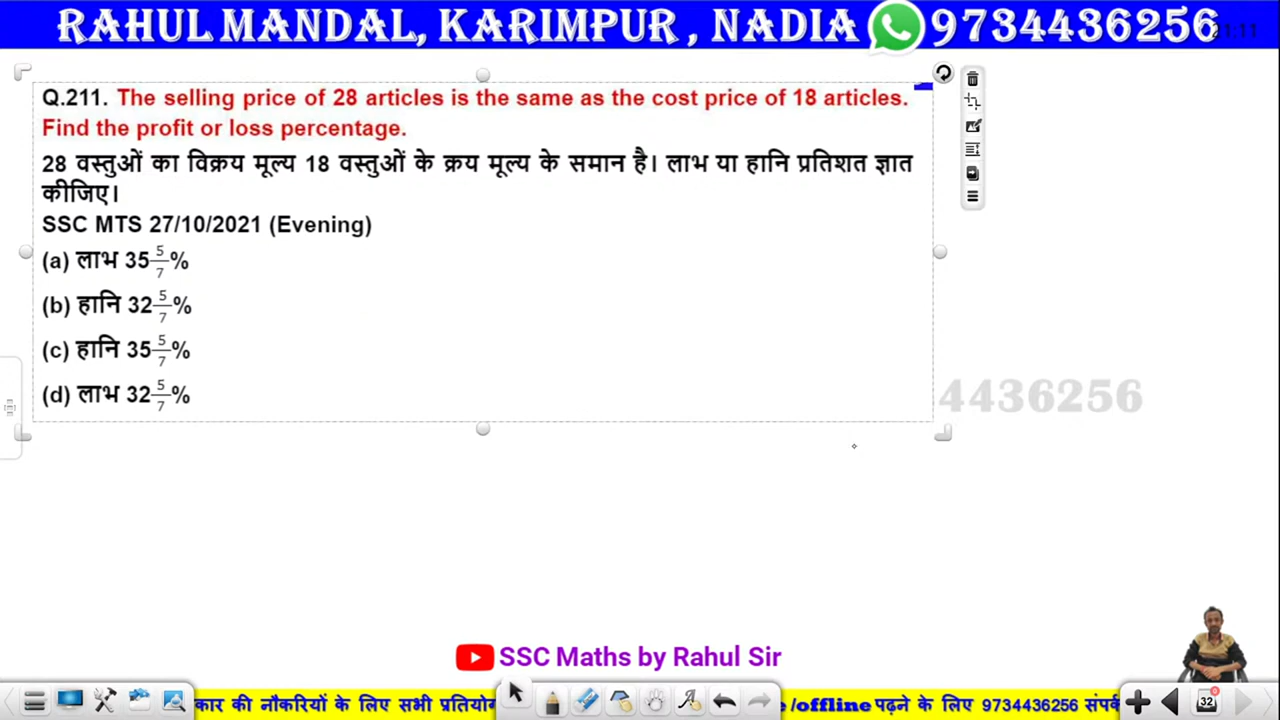 RAHUL MANDAL, KARIMPUR , NADIA 9734436256
21:11
Q.211. The selling price of 28 articles is the same as the cost price of 18 articles.
Find the profit or loss percentage.
28 वस्तुओं का विक्रय मूल्य 18 वस्तुओं के क्रय मूल्य के समान है। लाभ या हानि प्रतिशत ज्ञात
कीजिए।
SSC MTS 27/10/2021 (Evening)
(a) लाभ 35 5/7 %
(b) हानि 32 5/7 %
(c) हानि 35 5/7 %
(d) लाभ 32 5/7 %
4436256
SSC Maths by Rahul Sir
कार की नौकरियों के लिए सभी प्रतियो
/offline पढ़ने के लिए 9734436256 संपर्क
32